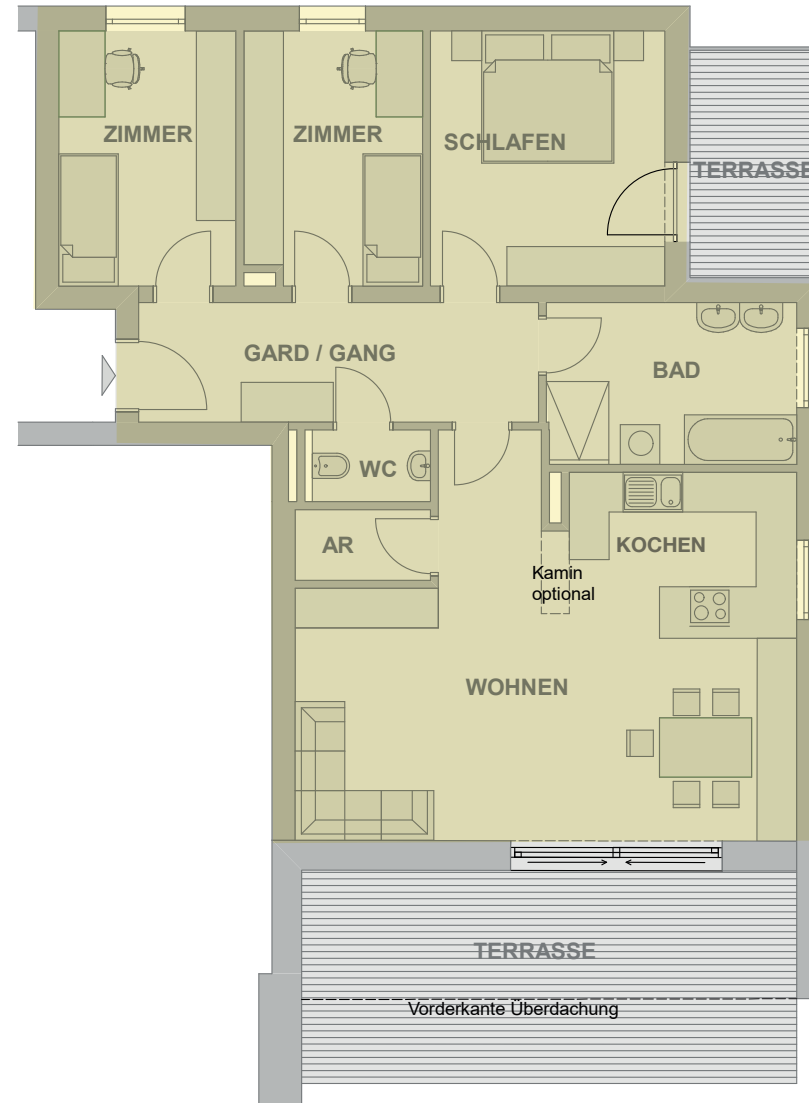 ZIMMER
ZIMMER
SCHLAFEN
TERRASSE
GARD / GANG
BAD
WC
AR
KOCHEN
Kamin
optional
WOHNEN
TERRASSE
Vorderkante Überdachung